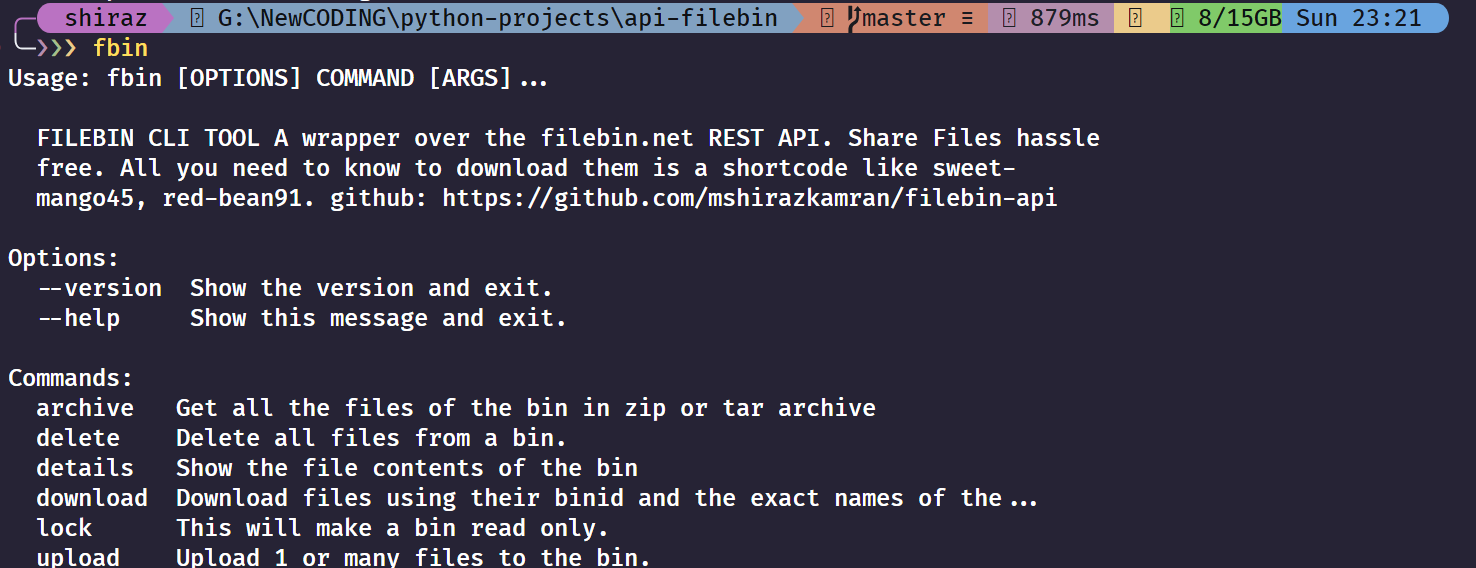 shiraz G:\NewCODING\python-projects\api-filebin master ≡ 879ms 8/15GB Sun 23:21
❯❯❯ fbin
Usage: fbin [OPTIONS] COMMAND [ARGS]...
FILEBIN CLI TOOL A wrapper over the filebin.net REST API. Share Files hassle
free. All you need to know to download them is a shortcode like sweet-
mango45, red-bean91. github: https://github.com/mshirazkamran/filebin-api
Options:
--version  Show the version and exit.
--help     Show this message and exit.
Commands:
archive   Get all the files of the bin in zip or tar archive
delete    Delete all files from a bin.
details   Show the file contents of the bin
download  Download files using their binid and the exact names of the...
lock      This will make a bin read only.
upload    Upload 1 or many files to the bin.